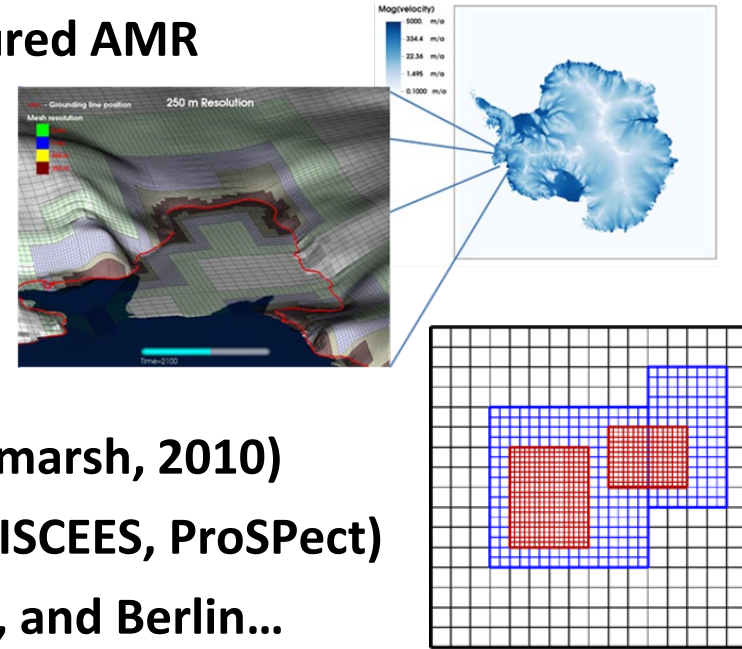 ured AMR
Mag(velocity)
5000. m/a
334.4 m/a
22.36 m/a
1.495 m/a
0.1000 m/a
- Grounding line position
250 m Resolution
Mesh resolution
Time=2100
marsh, 2010)
ISCEES, ProSPect)
, and Berlin…